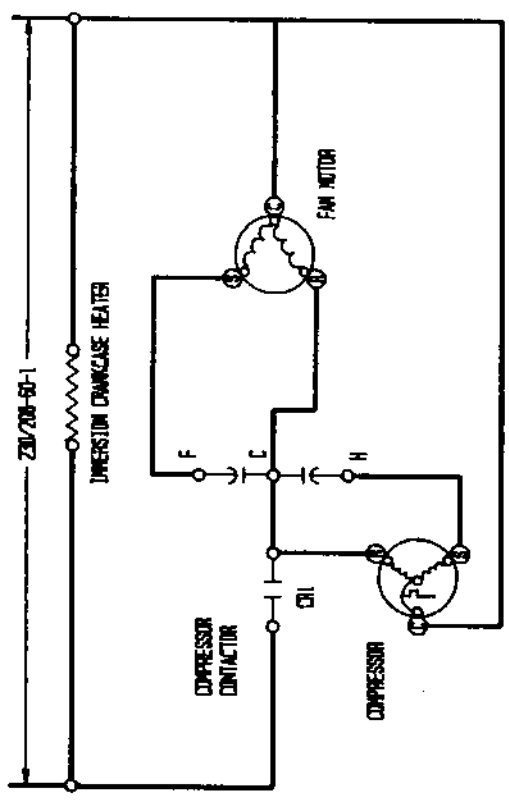 230/208-60-1
IMMERSION CRANKCASE HEATER
FAN MOTOR
C
S
R
F
C
H
COMPRESSOR
CONTACTOR
CR1
R
S
C
COMPRESSOR